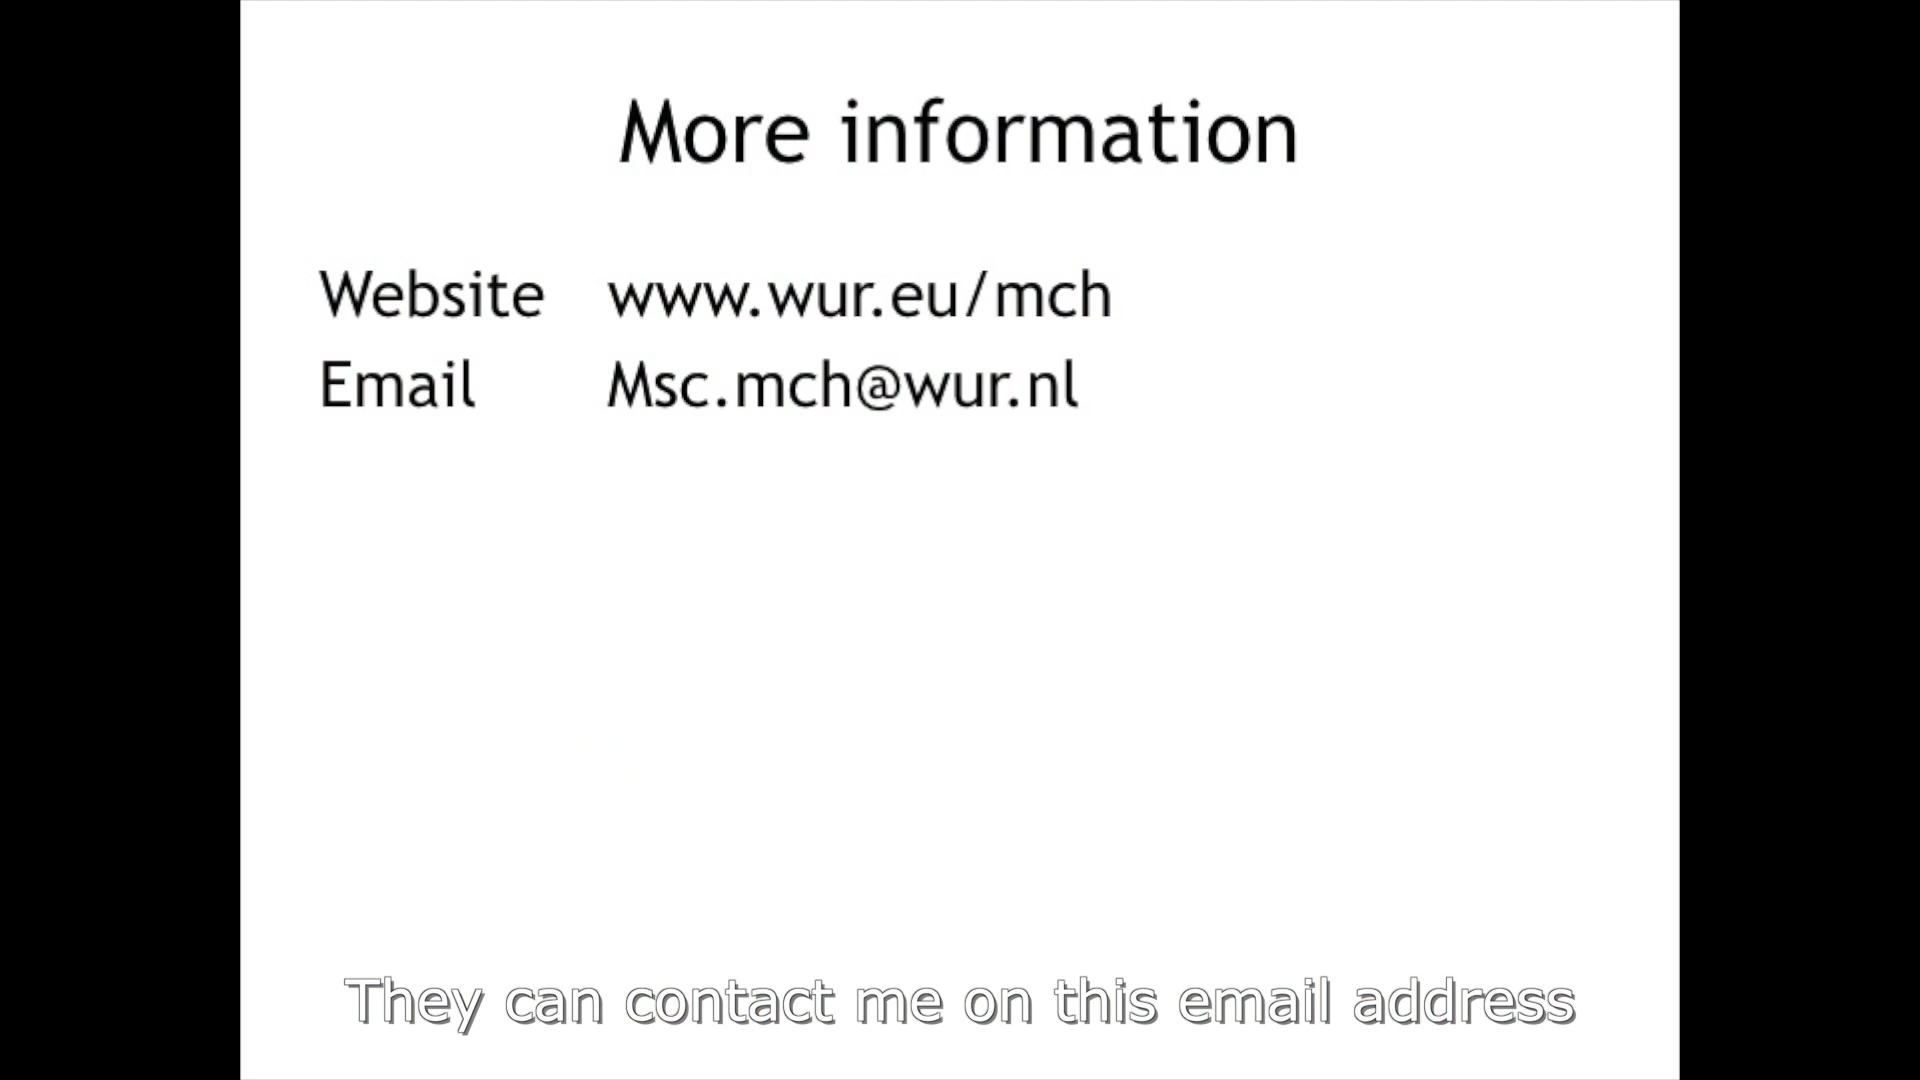 More information
Website www.wur.eu/mch
Email Msc.mch@wur.nl
They can contact me on this email address